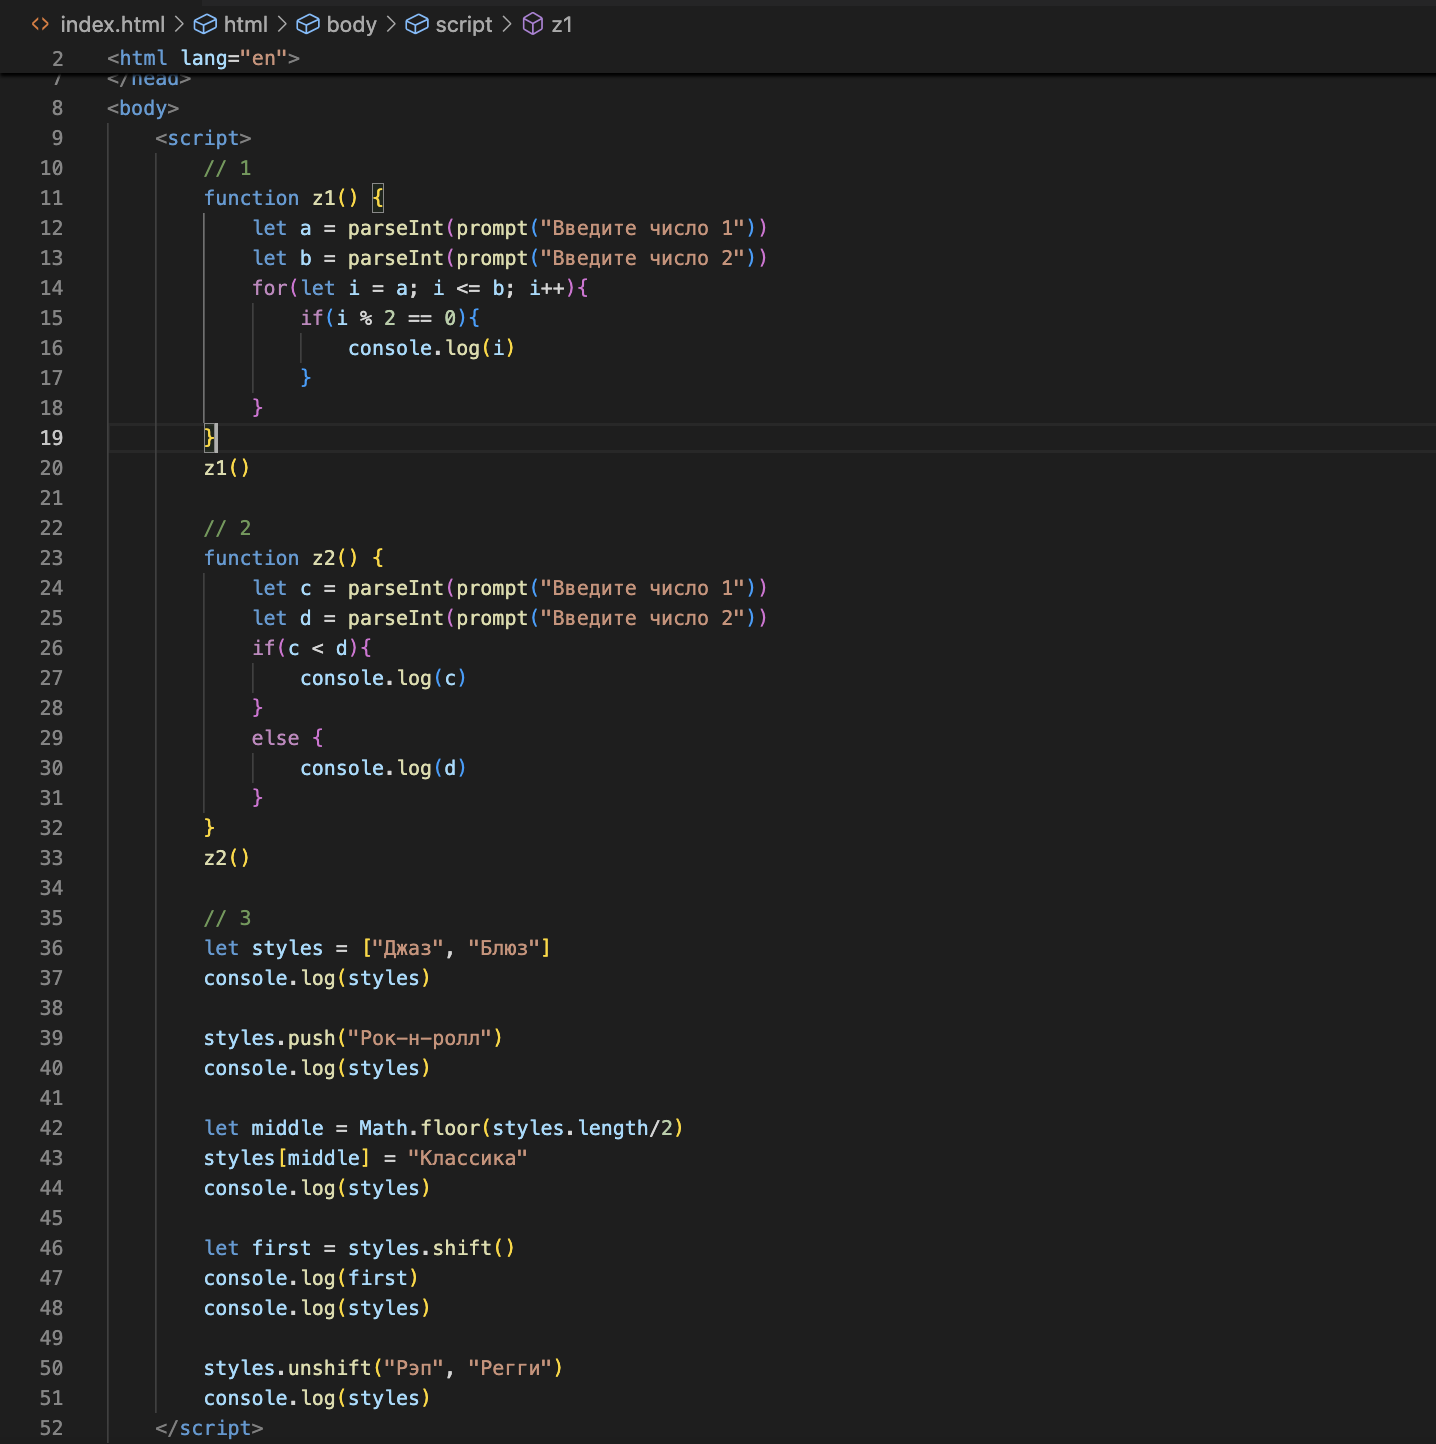 index.html > html > body > script > z1
2 <html lang="en">
7 </head>
8 <body>
9 <script>
10 // 1
11 function z1() {
12 let a = parseInt(prompt("Введите число 1"))
13 let b = parseInt(prompt("Введите число 2"))
14 for(let i = a; i <= b; i++){
15 if(i % 2 == 0){
16 console.log(i)
17 }
18 }
19 }
20 z1()
21
22 // 2
23 function z2() {
24 let c = parseInt(prompt("Введите число 1"))
25 let d = parseInt(prompt("Введите число 2"))
26 if(c < d){
27 console.log(c)
28 }
29 else {
30 console.log(d)
31 }
32 }
33 z2()
34
35 // 3
36 let styles = ["Джаз", "Блюз"]
37 console.log(styles)
38
39 styles.push("Рок-н-ролл")
40 console.log(styles)
41
42 let middle = Math.floor(styles.length/2)
43 styles[middle] = "Классика"
44 console.log(styles)
45
46 let first = styles.shift()
47 console.log(first)
48 console.log(styles)
49
50 styles.unshift("Рэп", "Регги")
51 console.log(styles)
52 </script>